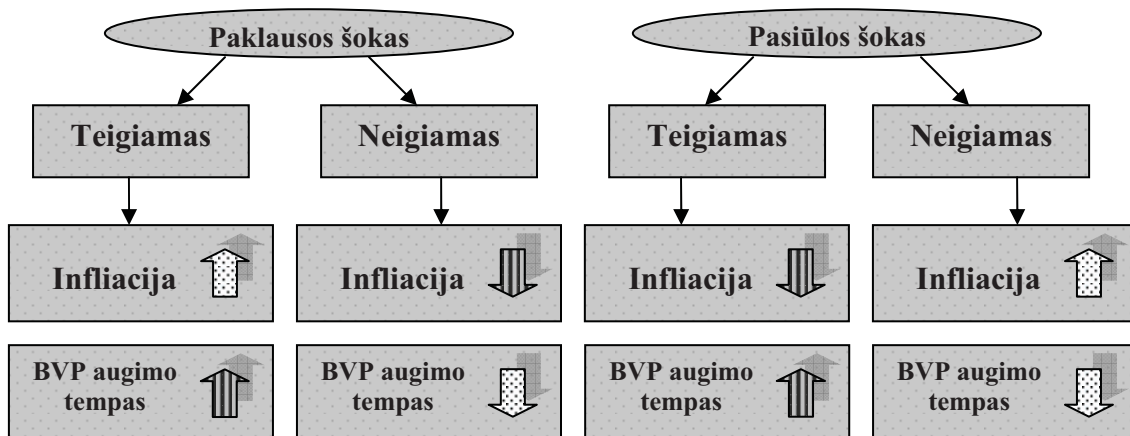 Paklausos šokas
Pasiūlos šokas
Teigiamas
Neigiamas
Teigiamas
Neigiamas
Infliacija
Infliacija
Infliacija
Infliacija
BVP augimo
tempas
BVP augimo
tempas
BVP augimo
tempas
BVP augimo
tempas